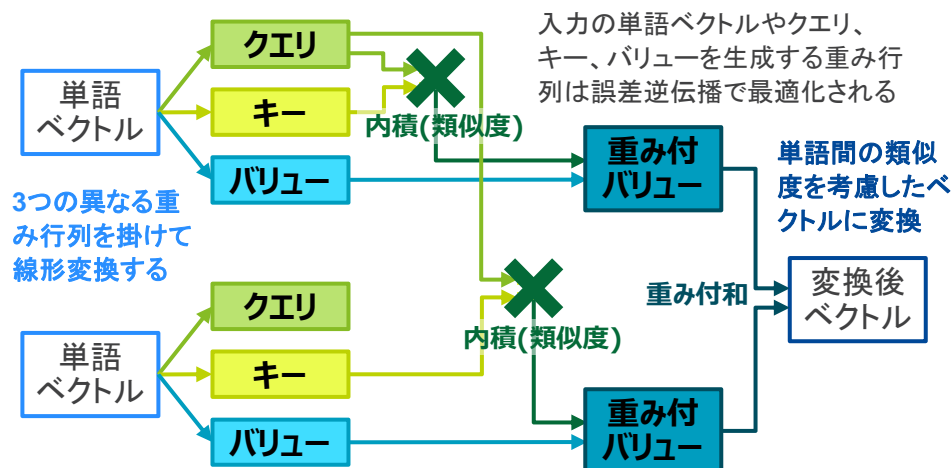 入力の単語ベクトルやクエリ、
キー、バリューを生成する重み行
列は誤差逆伝播で最適化される
クエリ
単語
ベクトル
キー
内積(類似度)
バリュー
重み付
バリュー
単語間の類似
度を考慮したベ
クトルに変換
3つの異なる重
み行列を掛けて
線形変換する
クエリ
重み付和
変換後
ベクトル
内積(類似度)
単語
ベクトル
キー
バリュー
重み付
バリュー